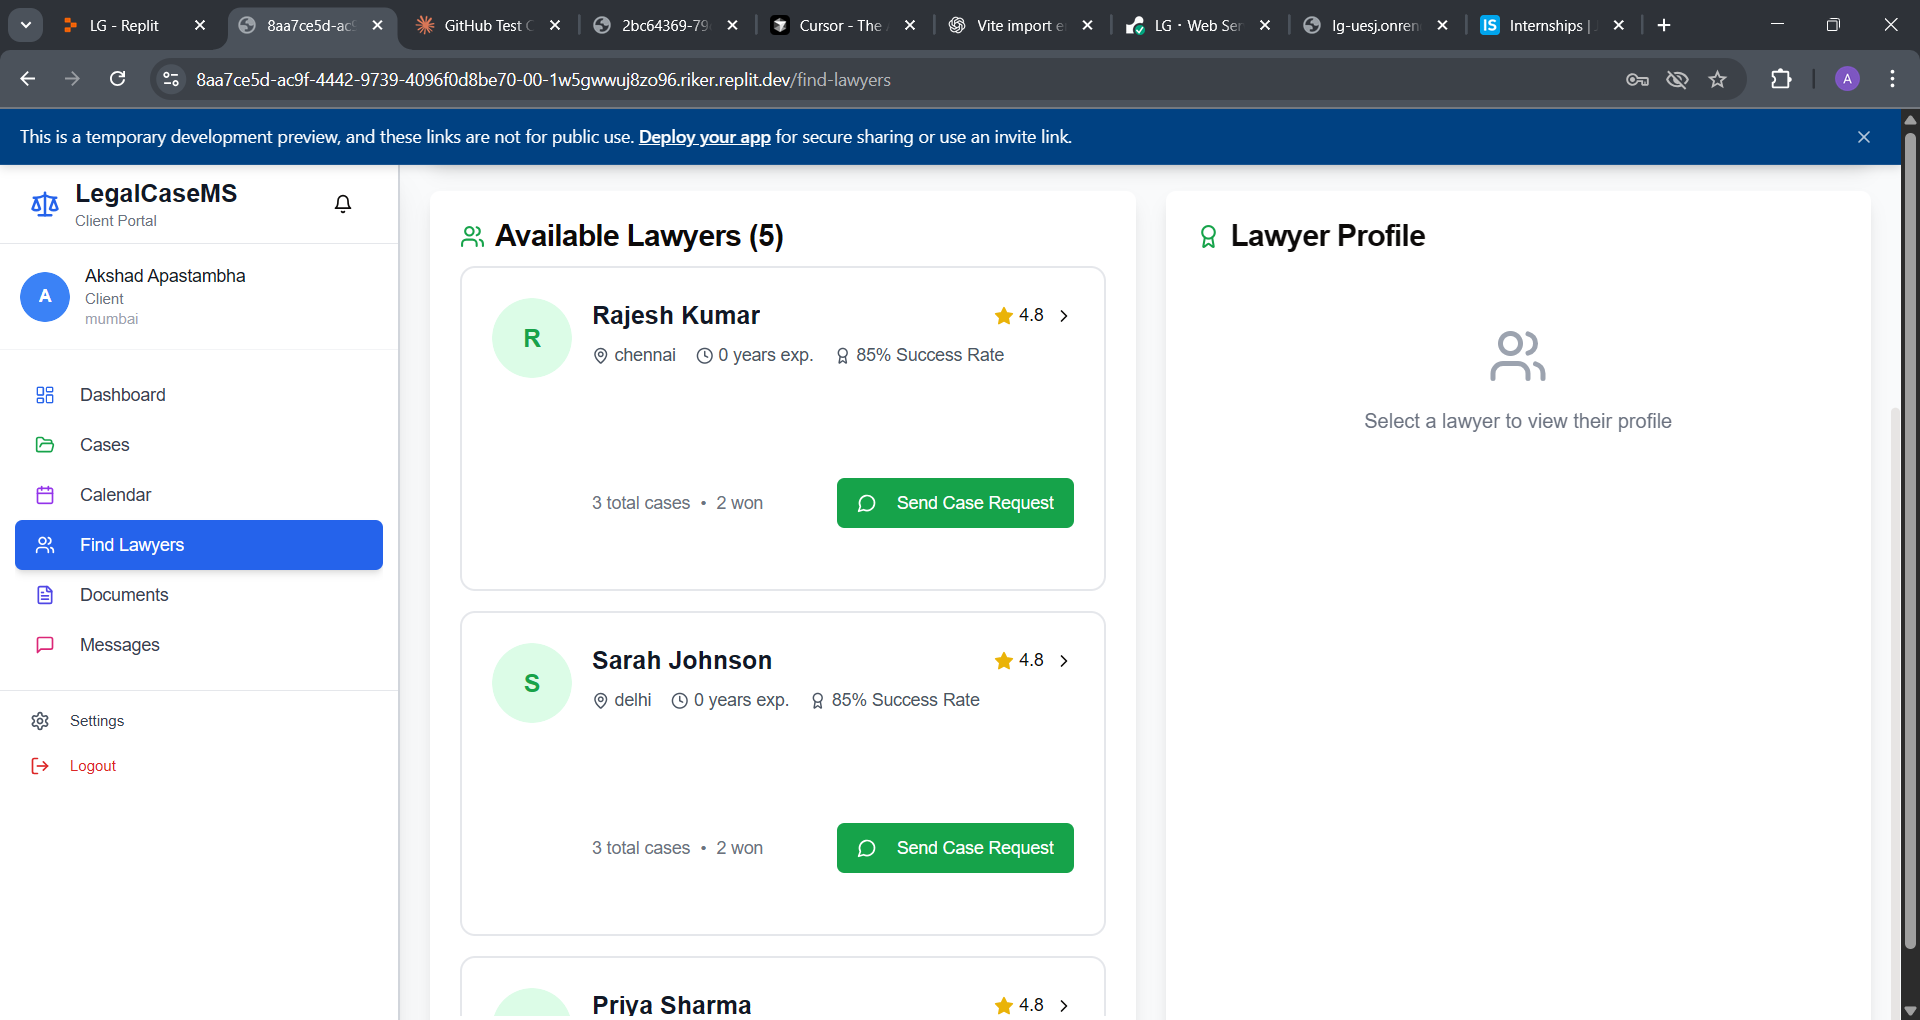 LG - Replit
8aa7ce5d-ac9
GitHub Test
2bc64369-79
Cursor - The
Vite import e
LG · Web Ser
lg-uesj.onren
IS
Internships |
8aa7ce5d-ac9f-4442-9739-4096f0d8be70-00-1w5gwwuj8zo96.riker.replit.dev/find-lawyers
A
This is a temporary development preview, and these links are not for public use. Deploy your app for secure sharing or use an invite link.
LegalCaseMS
Client Portal
A
Akshad Apastambha
Client
mumbai
Dashboard
Cases
Calendar
Find Lawyers
Documents
Messages
Settings
Logout
Available Lawyers (5)
R
Rajesh Kumar
4.8
chennai 0 years exp. 85% Success Rate
3 total cases • 2 won
Send Case Request
S
Sarah Johnson
4.8
delhi 0 years exp. 85% Success Rate
3 total cases • 2 won
Send Case Request
Priya Sharma
4.8
Lawyer Profile
Select a lawyer to view their profile